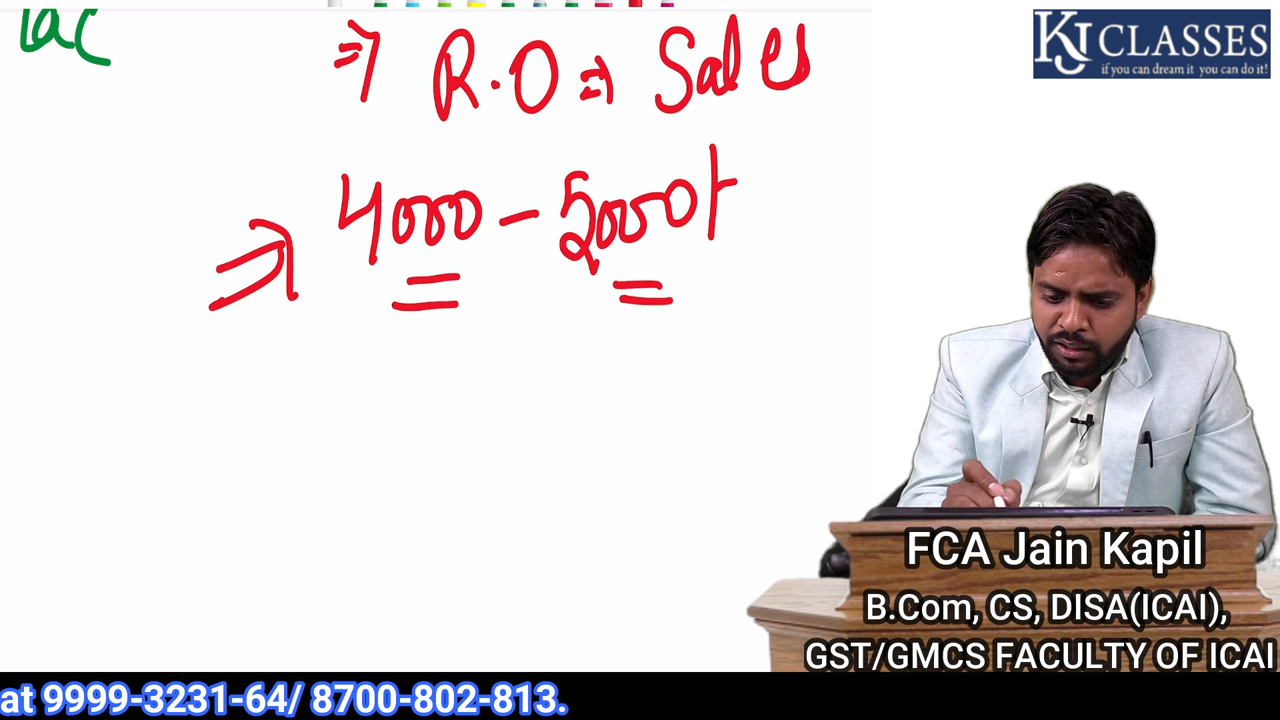 lac
⇒ R.O ⇒ Sales
⇒ 4000 - 5000/-
KJ CLASSES
if you can dream it you can do it!
FCA Jain Kapil
B.Com, CS, DISA(ICAI),
GST/GMCS FACULTY OF ICAI
at 9999-3231-64/ 8700-802-813.